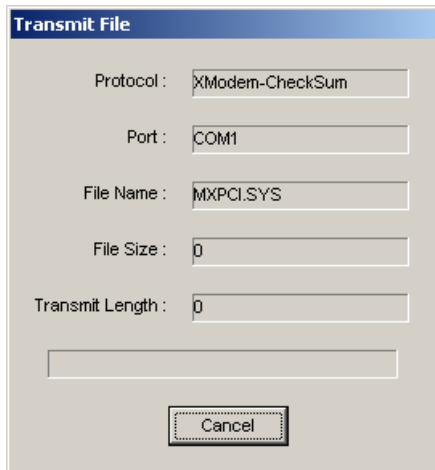 Transmit File
Protocol : XModem-CheckSum
Port : COM1
File Name : MXPCI.SYS
File Size : 0
Transmit Length : 0
Cancel